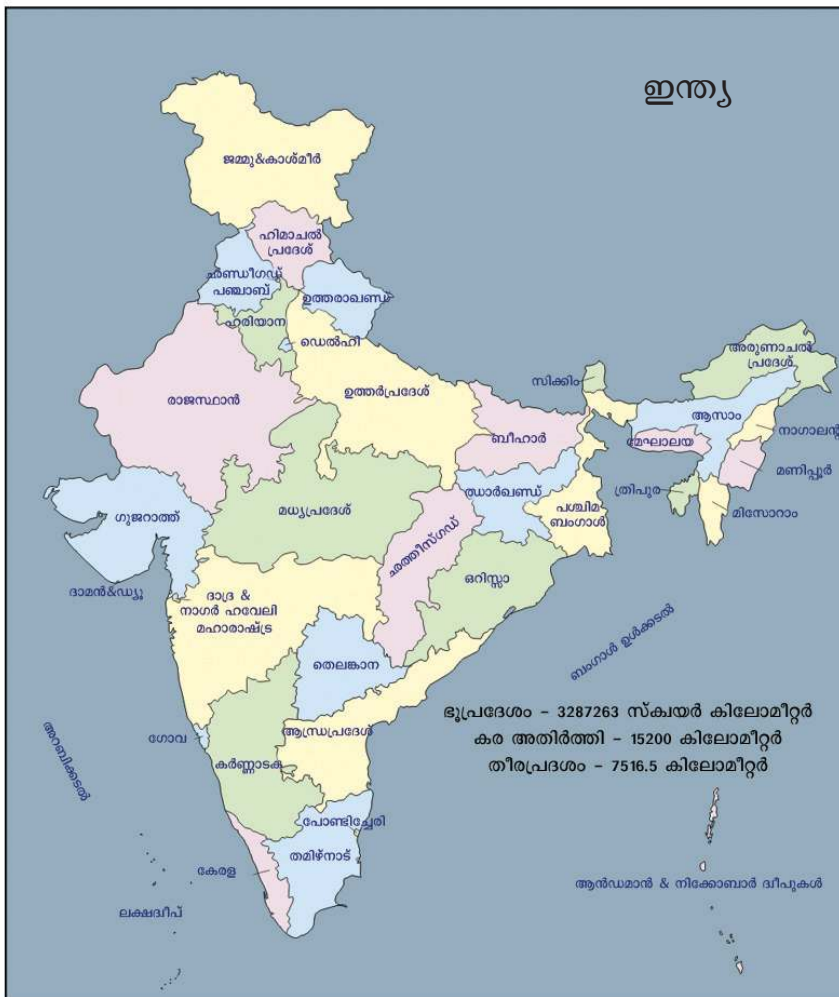 ഇന്ത്യ
ജമ്മു&കാശ്മീർ
ഹിമാചൽ
പ്രദേശ്
ഛണ്ഡീഗഢ്
പഞ്ചാബ്
ഉത്തരാഖണ്ഡ്
ഹരിയാന
ഡെൽഹി
അരുണാചൽ
പ്രദേശ്
സിക്കിം
രാജസ്ഥാൻ
ഉത്തർപ്രദേശ്
ആസാം
നാഗാലന്റ്
ബീഹാർ
മേഘാലയ
മണിപ്പൂർ
ത്രിപുര
മിസോറാം
ഝാർഖണ്ഡ്
ഗുജറാത്ത്
മധ്യപ്രദേശ്
പശ്ചിമ
ബംഗാൾ
ഛത്തീസ്ഗഡ്
ഒറിസ്സാ
ദാമൻ&ഡ്യൂ
ദാദ്ര &
നാഗർ ഹവേലി
മഹാരാഷ്ട്ര
ബംഗാൾ ഉൾക്കടൽ
തെലങ്കാന
ഭൂപ്രദേശം - 3287263 സ്ക്വയർ കിലോമീറ്റർ
കര അതിർത്തി - 15200 കിലോമീറ്റർ
തീരപ്രദശം - 7516.5 കിലോമീറ്റർ
അറബിക്കടൽ
ഗോവ
ആന്ധ്രപ്രദേശ്
കർണ്ണാടക
പോണ്ടിച്ചേരി
തമിഴ്നാട്
കേരള
ആൻഡമാൻ & നിക്കോബാർ ദ്വീപുകൾ
ലക്ഷദ്വീപ്